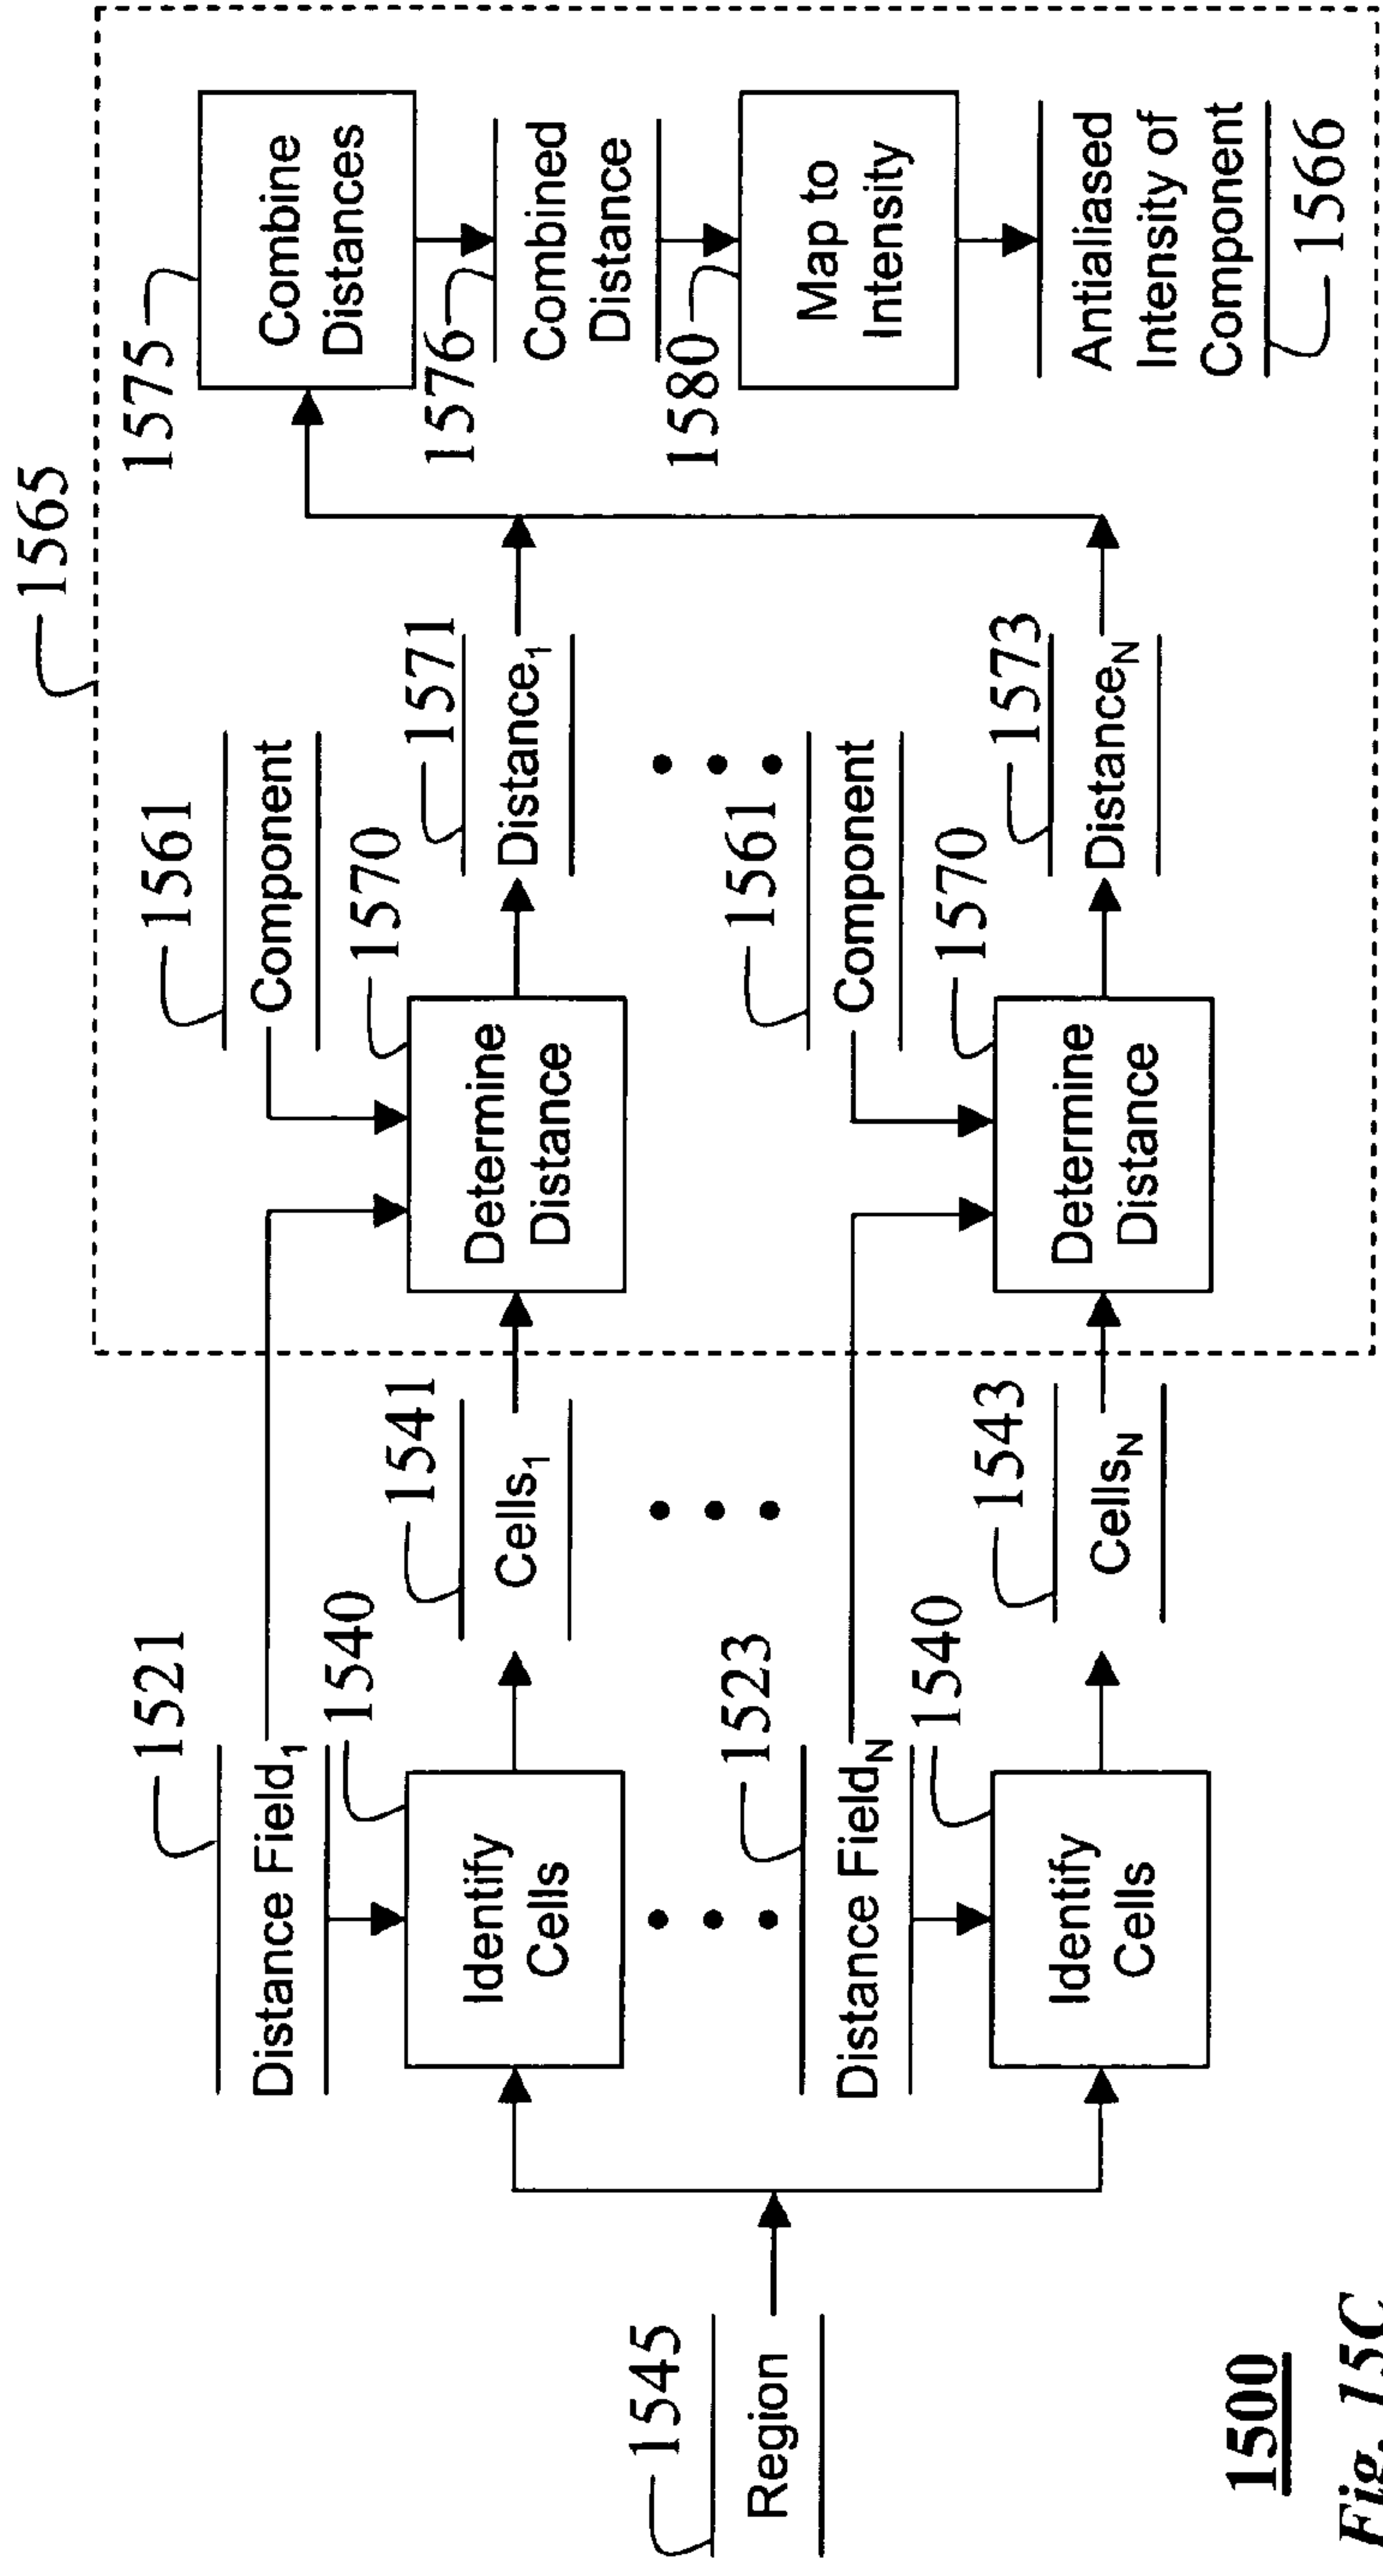 1565
1575
Combine
Distances
1576
Combined
Distance
1580
Map to
Intensity
Antialiased
Intensity of
Component
1566
1561
Component
1570
Determine
Distance
1571
Distance1
1561
Component
1570
Determine
Distance
1573
DistanceN
1521
Distance Field1
1540
Identify
Cells
1541
Cells1
1523
Distance FieldN
1540
Identify
Cells
1543
CellsN
1545
Region
1500
Fig. 15C